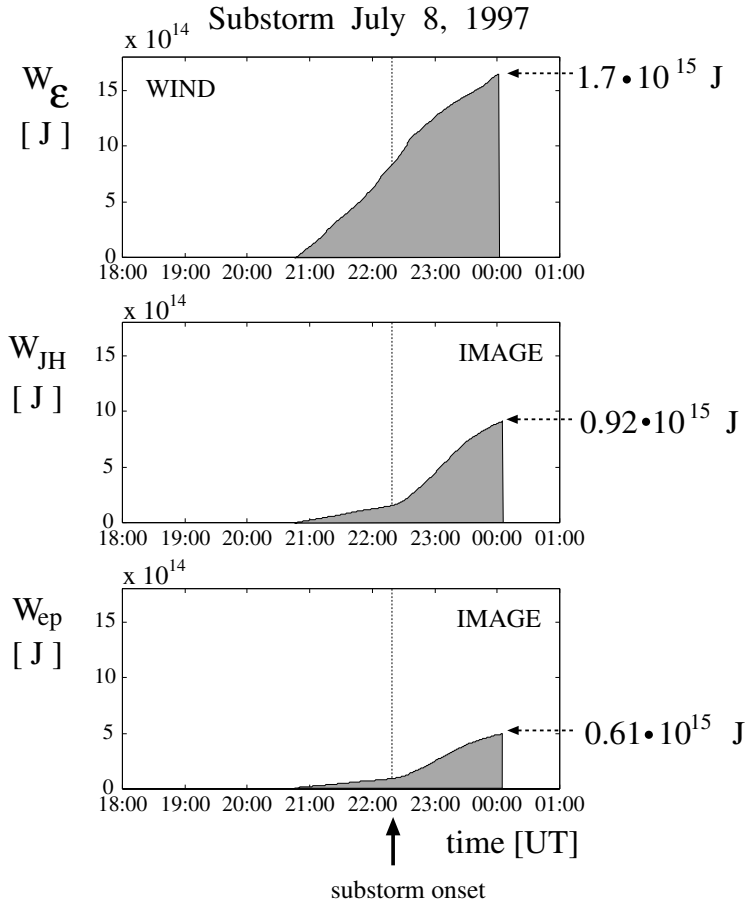 Substorm July 8, 1997
x 10^14
W_ε
[ J ]
WIND
1.7•10^15 J
15
10
5
0
18:00 19:00 20:00 21:00 22:00 23:00 00:00 01:00
x 10^14
W_JH
[ J ]
IMAGE
0.92•10^15 J
15
10
5
0
18:00 19:00 20:00 21:00 22:00 23:00 00:00 01:00
x 10^14
W_ep
[ J ]
IMAGE
0.61•10^15 J
15
10
5
0
18:00 19:00 20:00 21:00 22:00 23:00 00:00 01:00
time [UT]
substorm onset